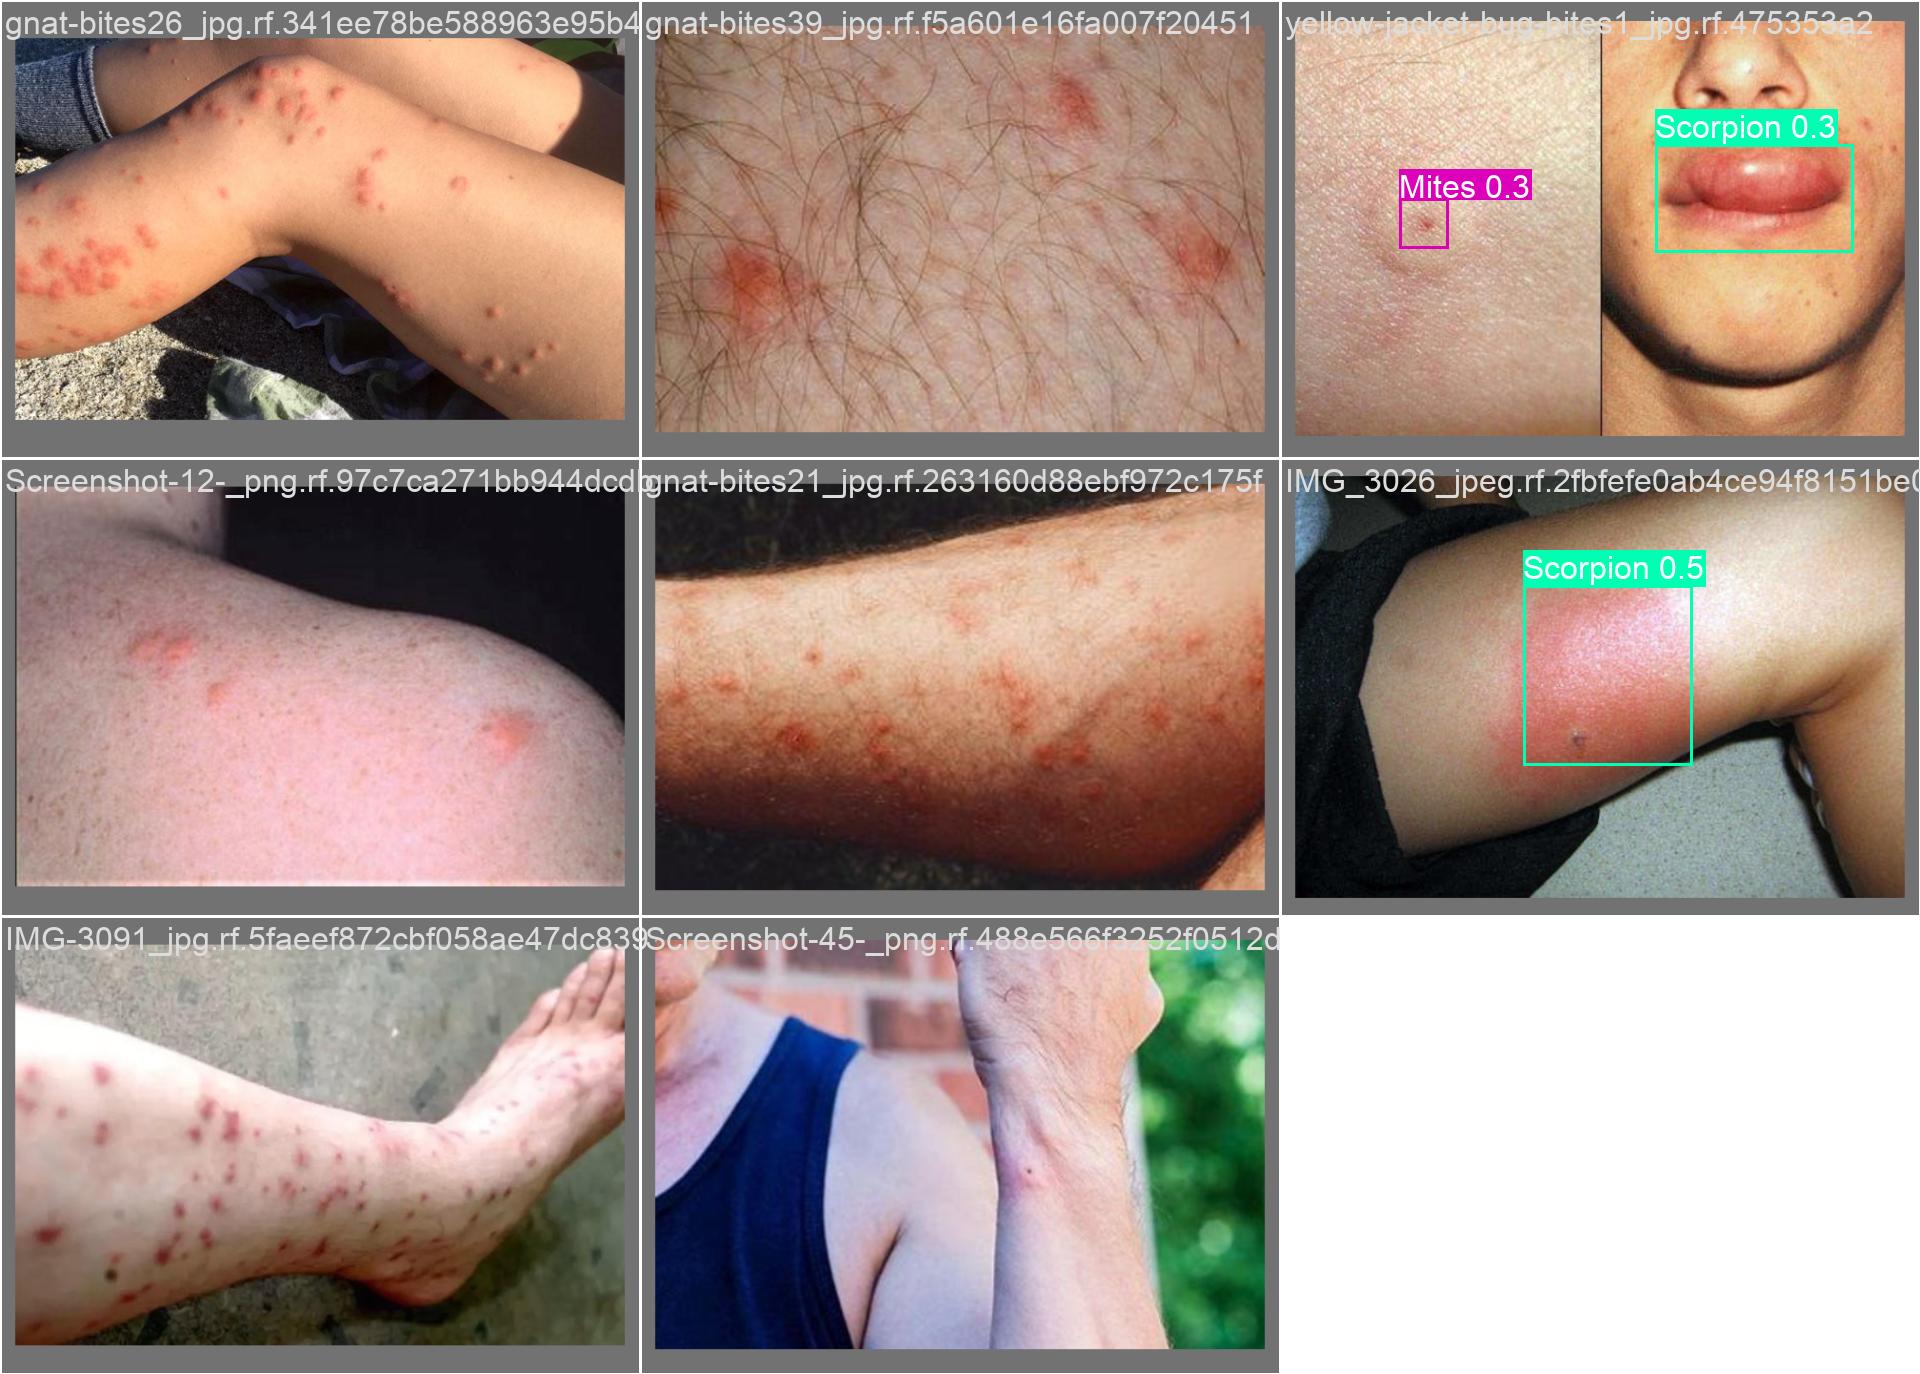 gnat-bites26_jpg.rf.341ee78be588963e95b4
gnat-bites39_jpg.rf.f5a601e16fa007f20451
yellow-jacket-bug-bites1_jpg.rf.475353a2
Scorpion 0.3
Mites 0.3
Screenshot-12-_png.rf.97c7ca271bb944dcdb
gnat-bites21_jpg.rf.263160d88ebf972c175f
IMG_3026_jpeg.rf.2fbfefe0ab4ce94f8151be0
Scorpion 0.5
IMG-3091_jpg.rf.5faeef872cbf058ae47dc839
Screenshot-45-_png.rf.488e566f3252f0512d